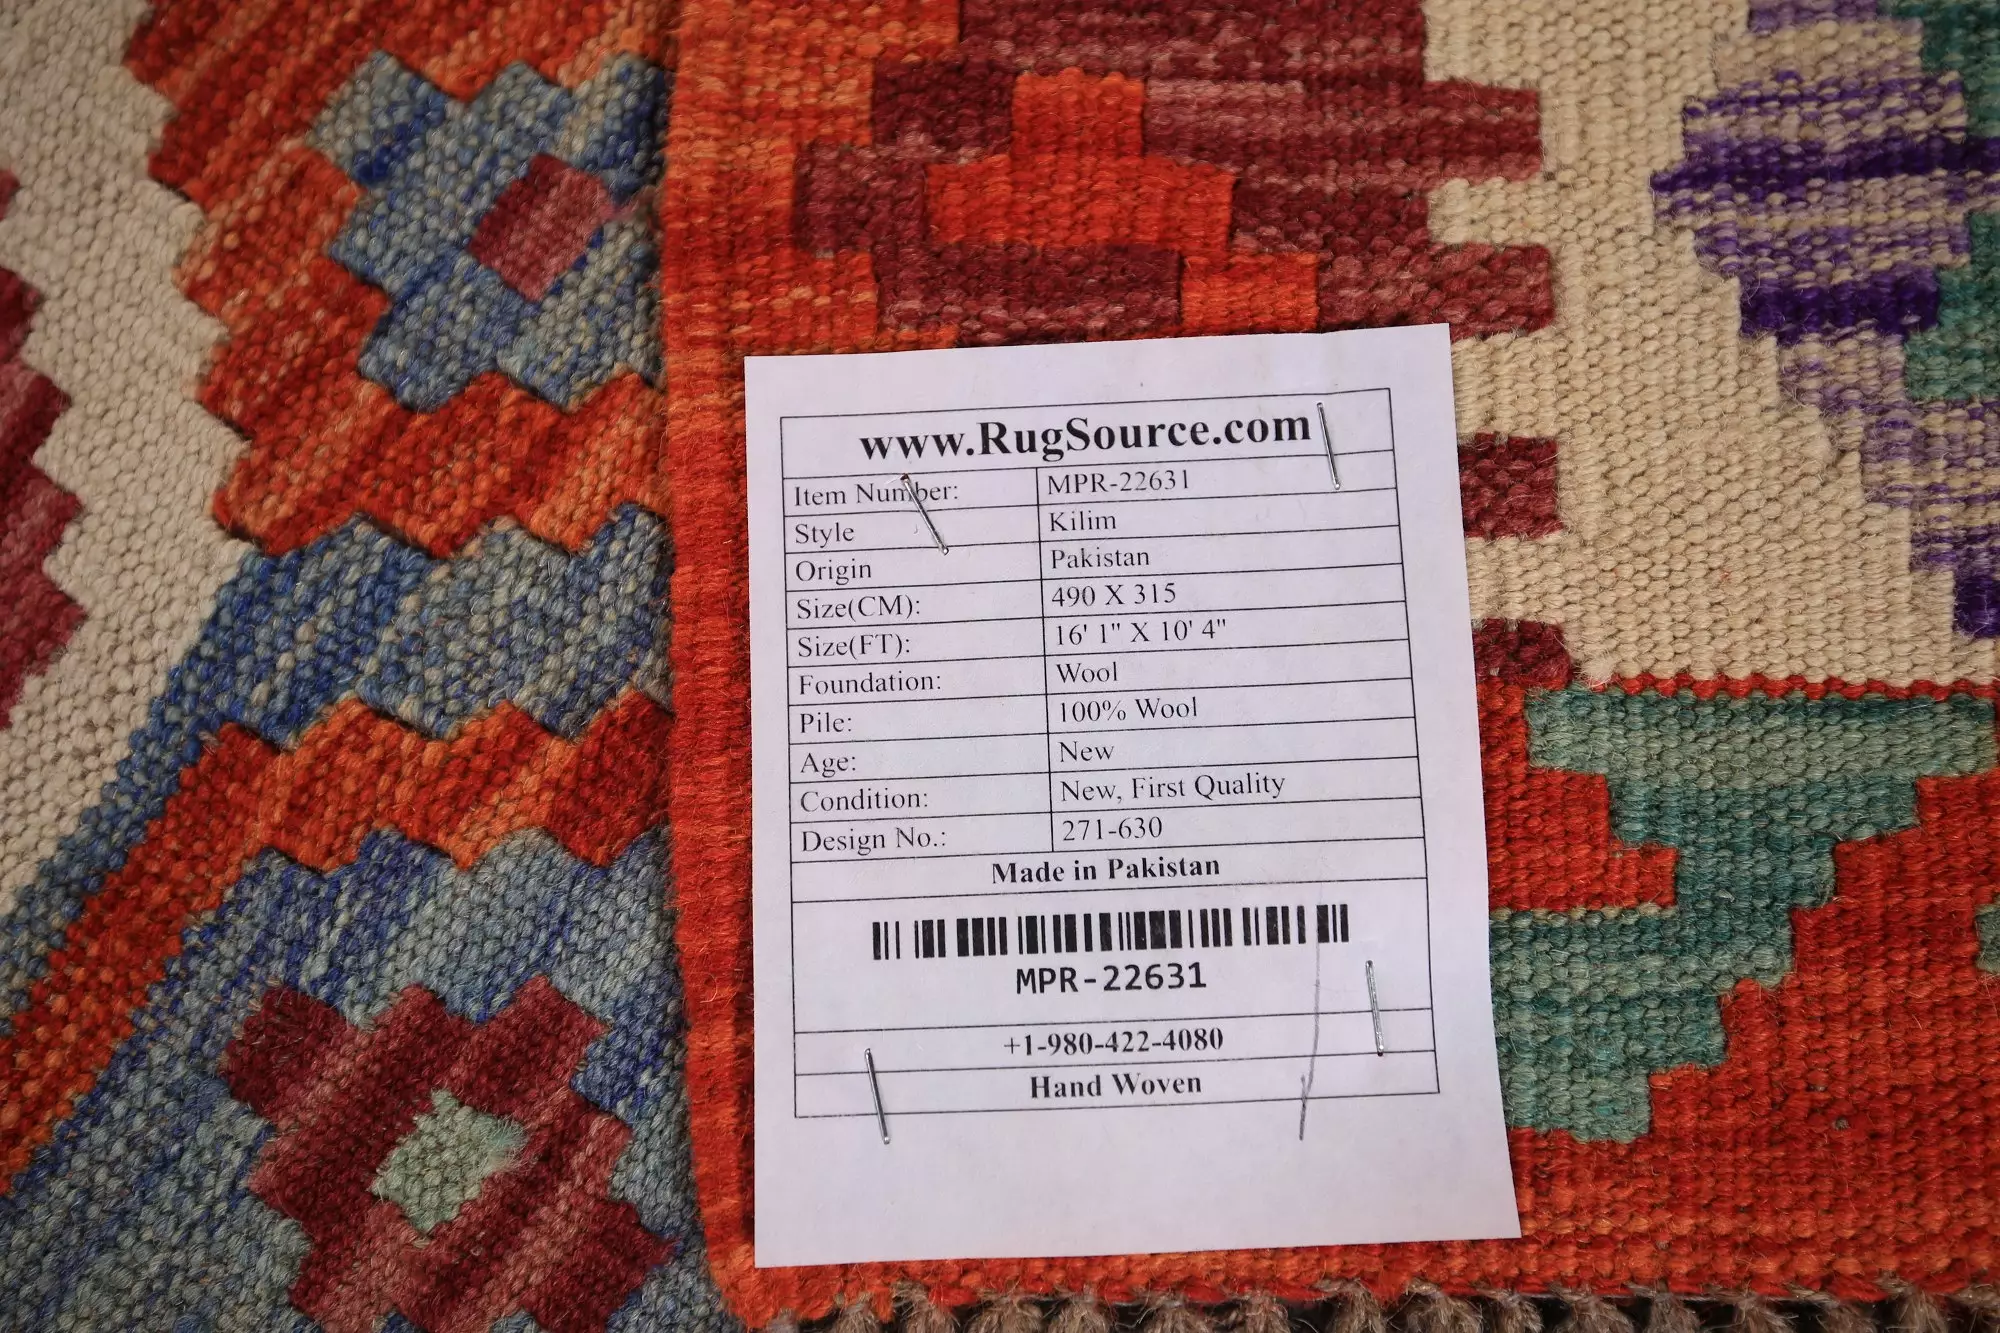 www.RugSource.com
Item Number: MPR-22631
Style Kilim
Origin Pakistan
Size(CM): 490 X 315
Size(FT): 16' 1" X 10' 4"
Foundation: Wool
Pile: 100% Wool
Age: New
Condition: New, First Quality
Design No.: 271-630
Made in Pakistan
MPR-22631
+1-980-422-4080
Hand Woven